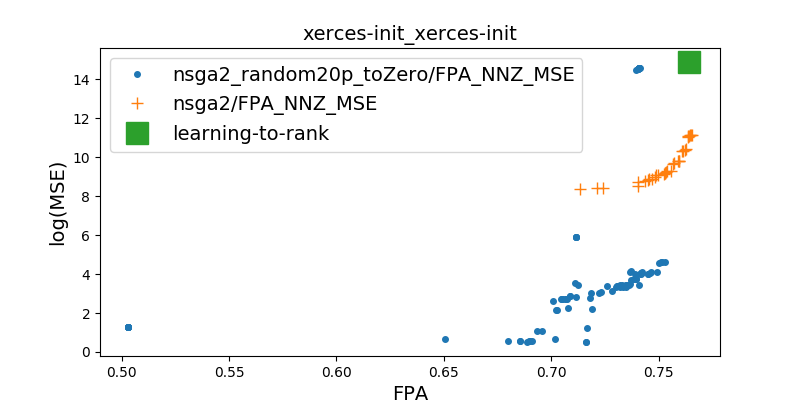 xerces-init_xerces-init
nsga2_random20p_toZero/FPA_NNZ_MSE
nsga2/FPA_NNZ_MSE
learning-to-rank
log(MSE)
14
12
10
8
6
4
2
0
0.50 0.55 0.60 0.65 0.70 0.75
FPA